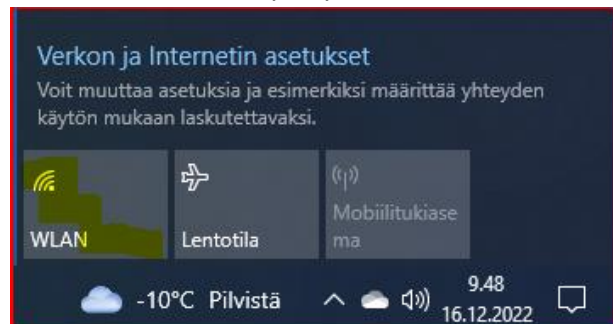 Verkon ja Internetin asetukset
Voit muuttaa asetuksia ja esimerkiksi määrittää yhteyden
käytön mukaan laskutettavaksi.
WLAN
Lentotila
Mobiilitukiase
ma
-10°C Pilvistä
9.48
16.12.2022